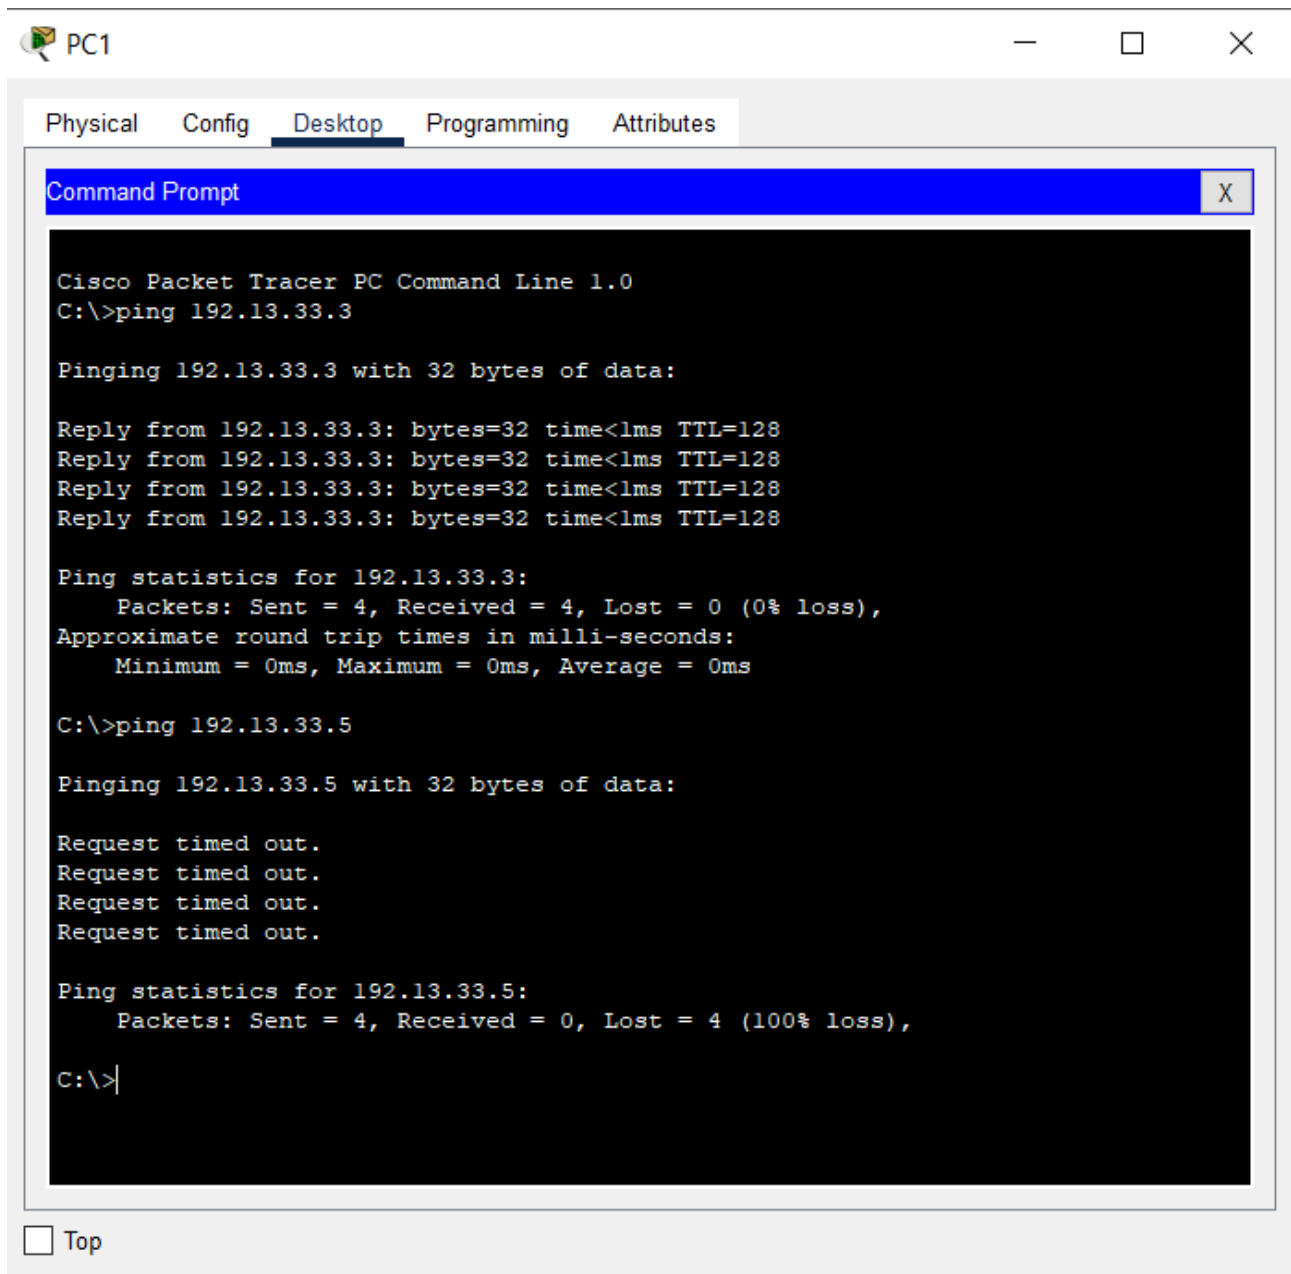 PC1
Physical Config Desktop Programming Attributes
Command Prompt X
Cisco Packet Tracer PC Command Line 1.0
C:\>ping 192.13.33.3
Pinging 192.13.33.3 with 32 bytes of data:
Reply from 192.13.33.3: bytes=32 time<1ms TTL=128
Reply from 192.13.33.3: bytes=32 time<1ms TTL=128
Reply from 192.13.33.3: bytes=32 time<1ms TTL=128
Reply from 192.13.33.3: bytes=32 time<1ms TTL=128
Ping statistics for 192.13.33.3:
Packets: Sent = 4, Received = 4, Lost = 0 (0% loss),
Approximate round trip times in milli-seconds:
Minimum = 0ms, Maximum = 0ms, Average = 0ms
C:\>ping 192.13.33.5
Pinging 192.13.33.5 with 32 bytes of data:
Request timed out.
Request timed out.
Request timed out.
Request timed out.
Ping statistics for 192.13.33.5:
Packets: Sent = 4, Received = 0, Lost = 4 (100% loss),
C:\>
Top